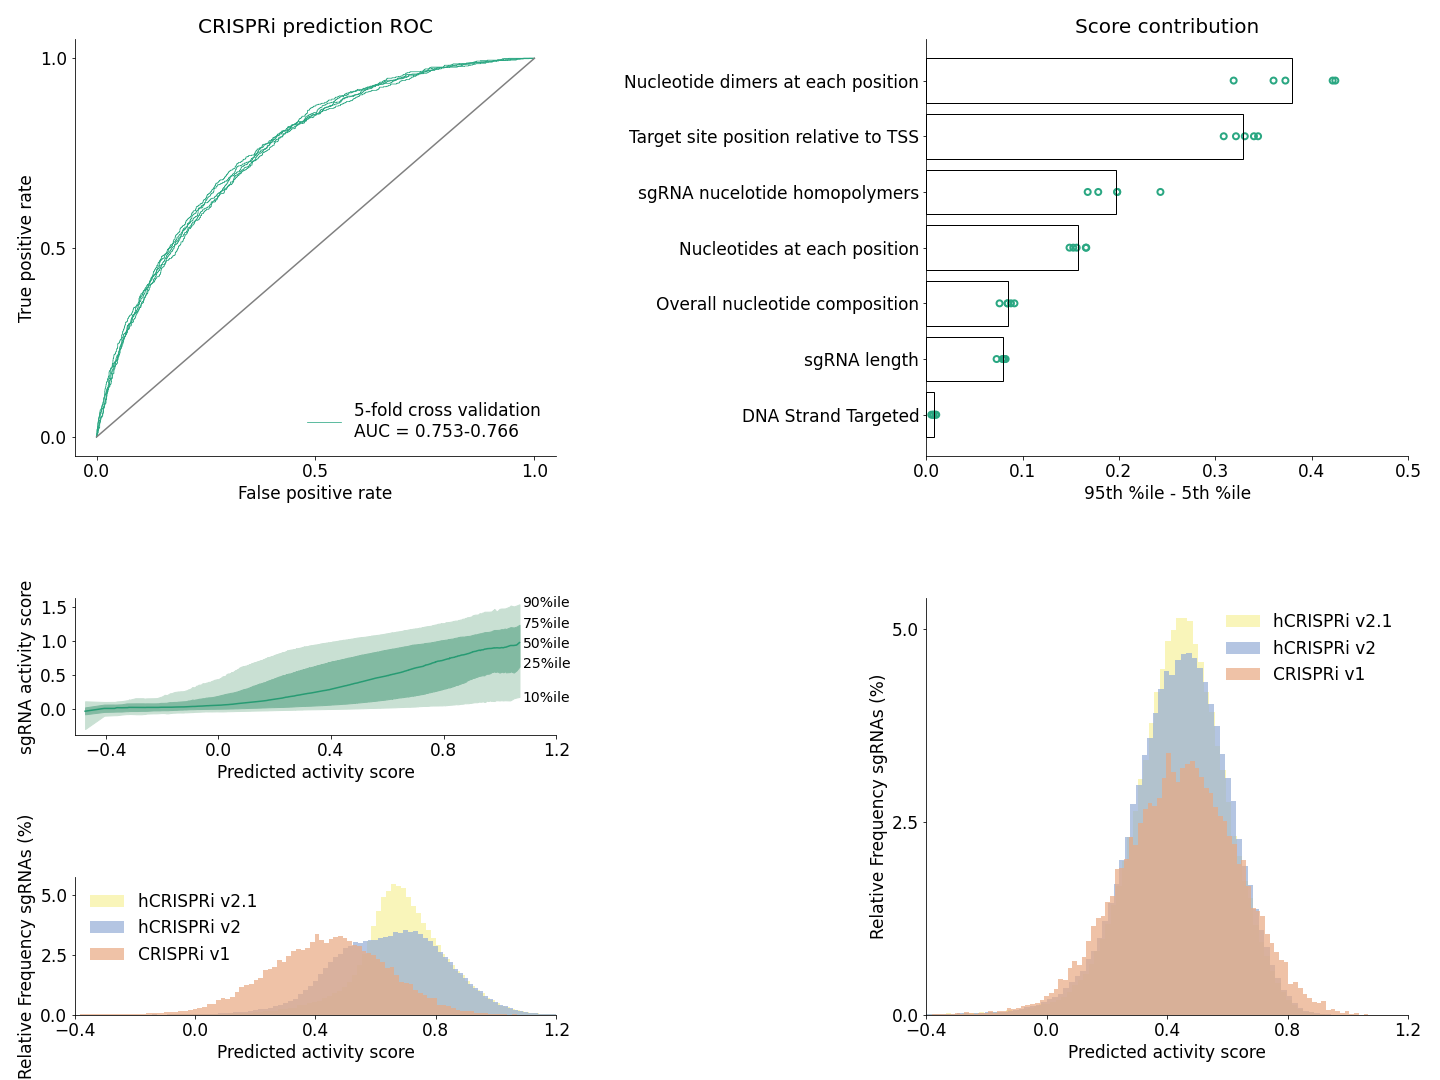 CRISPRi prediction ROC
True positive rate
1.0
0.5
0.0
5-fold cross validation
AUC = 0.753-0.766
0.0 0.5 1.0
False positive rate
Score contribution
Nucleotide dimers at each position
Target site position relative to TSS
sgRNA nucelotide homopolymers
Nucleotides at each position
Overall nucleotide composition
sgRNA length
DNA Strand Targeted
0.0 0.1 0.2 0.3 0.4 0.5
95th %ile - 5th %ile
sgRNA activity score
1.5
1.0
0.5
0.0
90%ile
75%ile
50%ile
25%ile
10%ile
−0.4 0.0 0.4 0.8 1.2
Predicted activity score
Relative Frequency sgRNAs (%)
5.0
2.5
0.0
hCRISPRi v2.1
hCRISPRi v2
CRISPRi v1
−0.4 0.0 0.4 0.8 1.2
Predicted activity score
Relative Frequency sgRNAs (%)
5.0
2.5
0.0
hCRISPRi v2.1
hCRISPRi v2
CRISPRi v1
−0.4 0.0 0.4 0.8 1.2
Predicted activity score